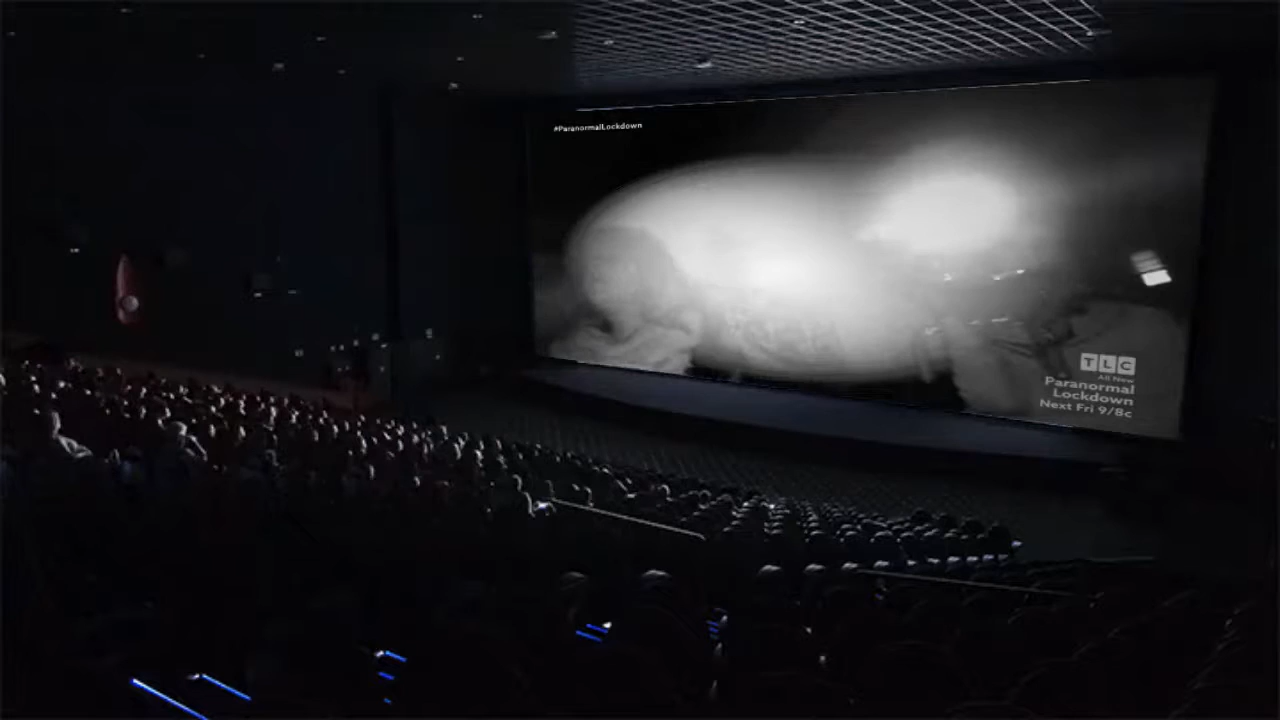 #ParanormalLockdown
TLC
All New
Paranormal
Lockdown
Next Fri 9/8c